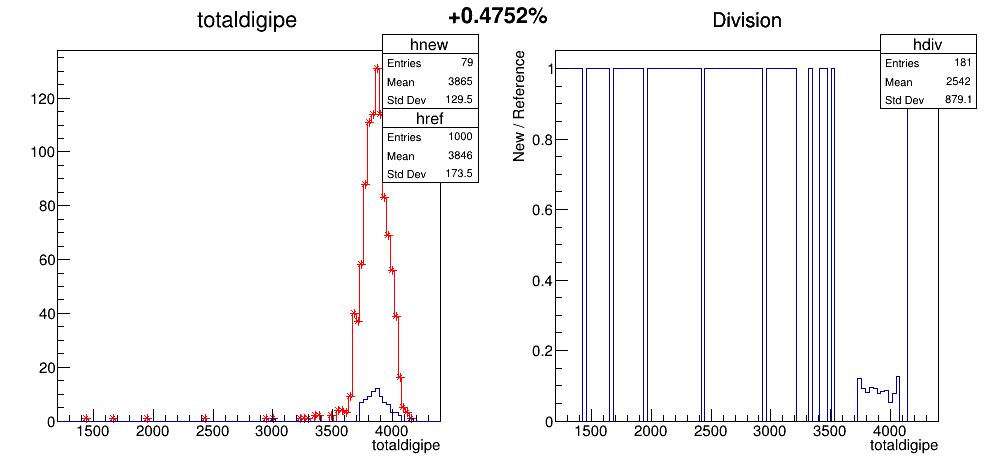 +0.4752%
totaldigipe
hnew
Entries 79
Mean 3865
Std Dev 129.5
href
Entries 1000
Mean 3846
Std Dev 173.5
120
100
80
60
40
20
0
1500 2000 2500 3000 3500 4000
totaldigipe
Division
hdiv
Entries 181
Mean 2542
Std Dev 879.1
New / Reference
1
0.8
0.6
0.4
0.2
0
1500 2000 2500 3000 3500 4000
totaldigipe